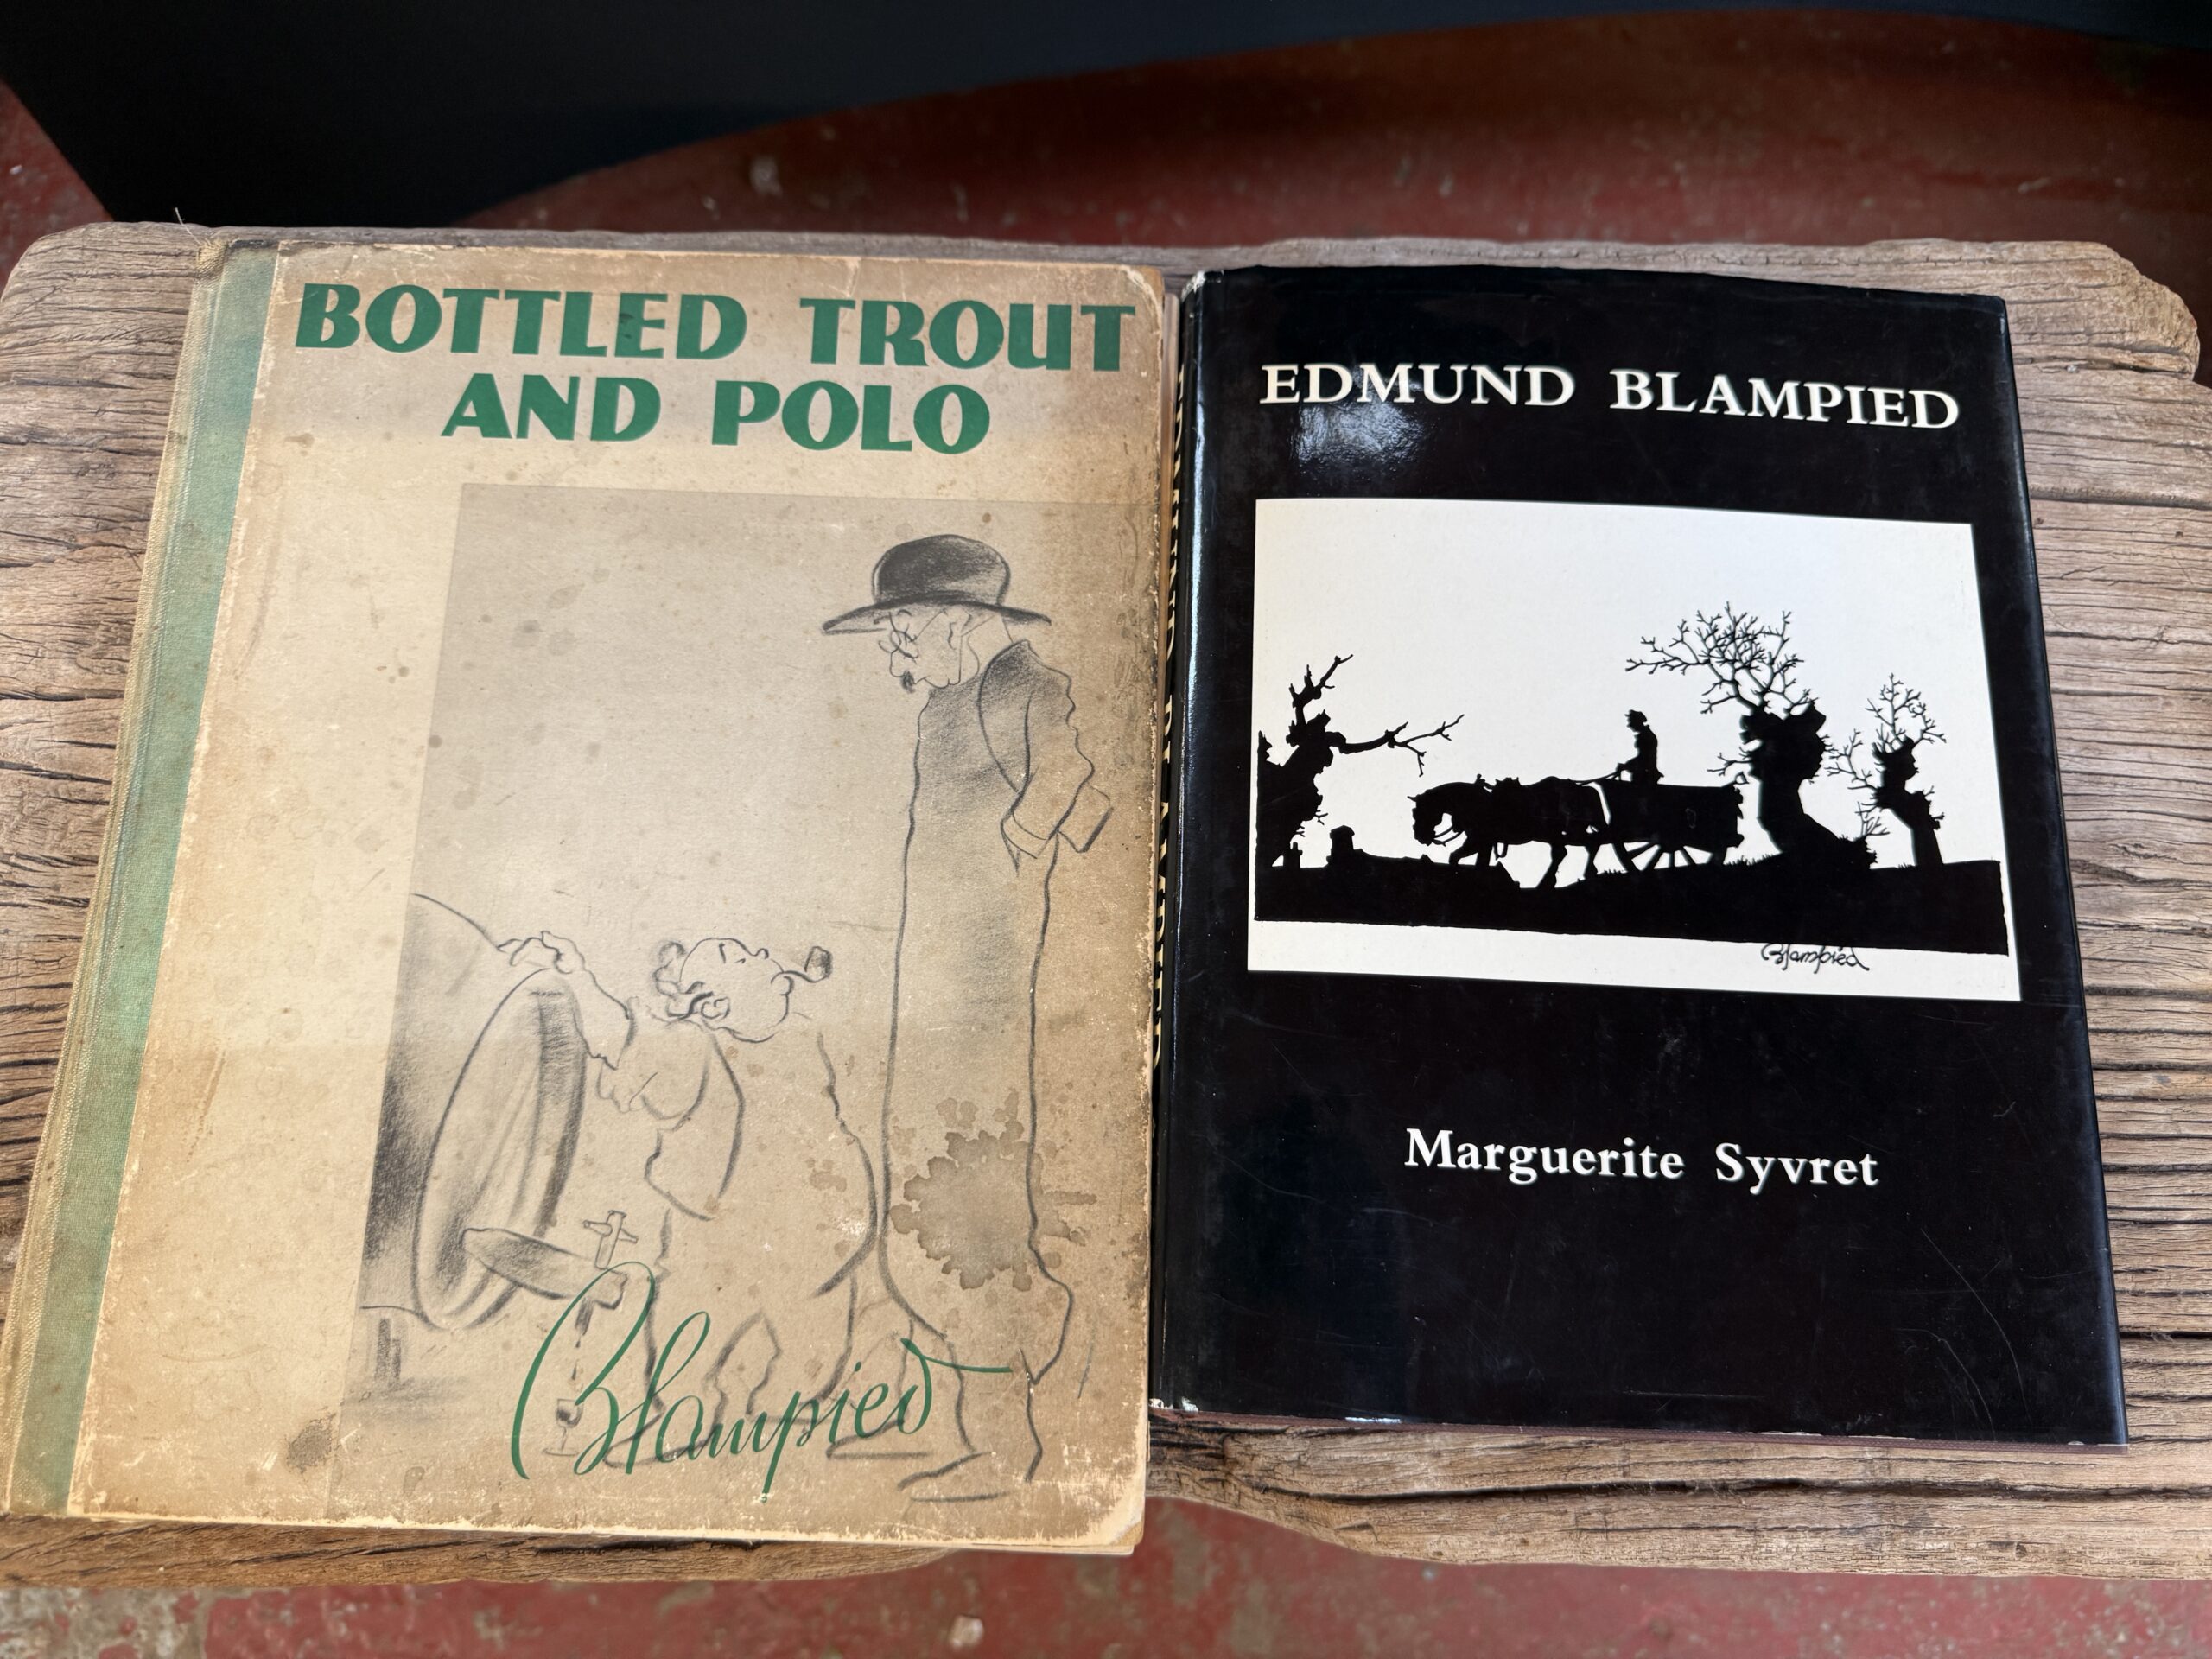 BOTTLED TROUT
AND POLO
Blampied
EDMUND BLAMPIED
Blampied
Marguerite Syvret